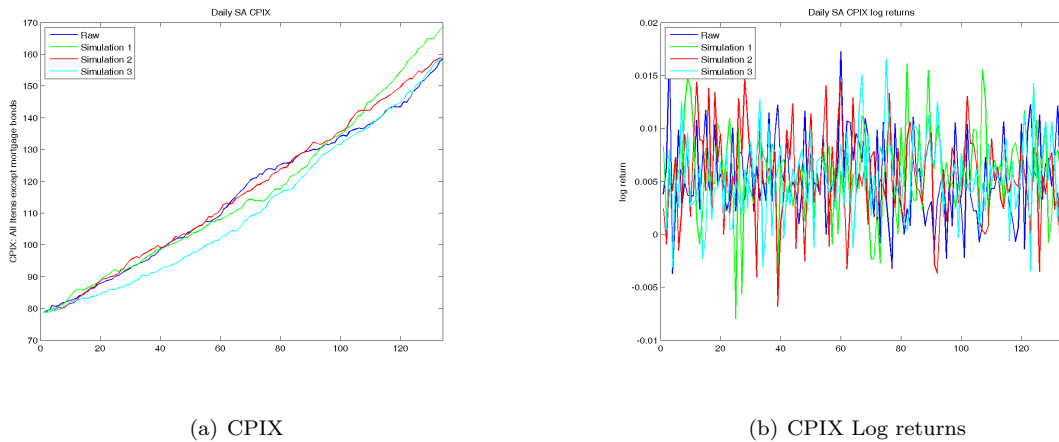 Daily SA CPIX
170
160
150
140
130
120
110
100
90
80
70
0
20
40
60
80
100
120
CPIX: All items except mortgage bonds
Raw
Simulation 1
Simulation 2
Simulation 3
(a) CPIX
Daily SA CPIX log returns
0.02
0.015
0.01
0.005
0
-0.005
-0.01
0
20
40
60
80
100
120
log return
Raw
Simulation 1
Simulation 2
Simulation 3
(b) CPIX Log returns